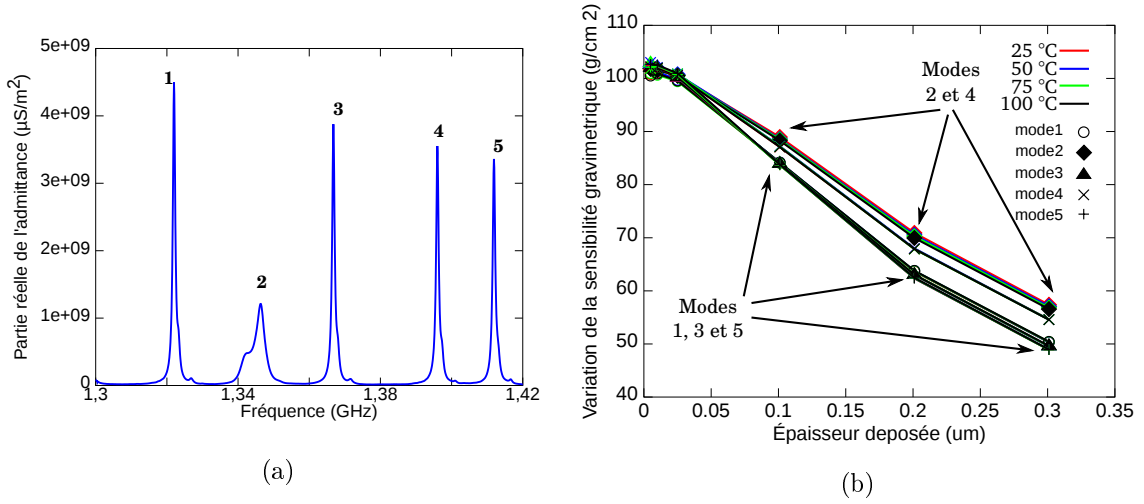 Partie réelle de l'admittance (µS/m²)
5e+09
4e+09
3e+09
2e+09
1e+09
0
1
2
3
4
5
1,3
1,34
1,38
1,42
Fréquence (GHz)
(a)
Variation de la sensibilité gravimetrique (g/cm 2)
110
100
90
80
70
60
50
40
Modes
2 et 4
25 °C
50 °C
75 °C
100 °C
mode1
mode2
mode3
mode4
mode5
Modes
1, 3 et 5
0
0.05
0.1
0.15
0.2
0.25
0.3
0.35
Épaisseur deposée (um)
(b)